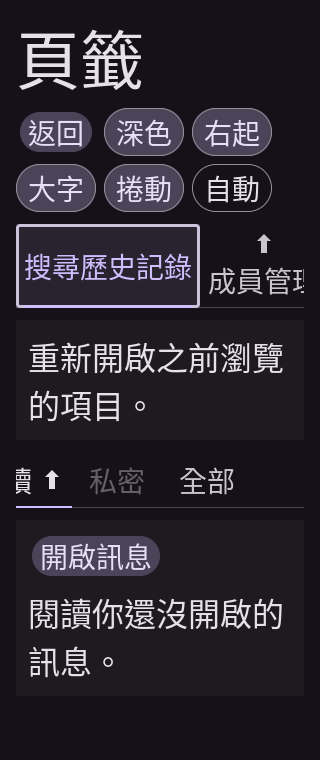 頁籤
返回 深色 右起
大字 捲動 自動
搜尋歷史記錄 成員管理
重新開啟之前瀏覽
的項目。
讀 私密 全部
開啟訊息
閱讀你還沒開啟的
訊息。